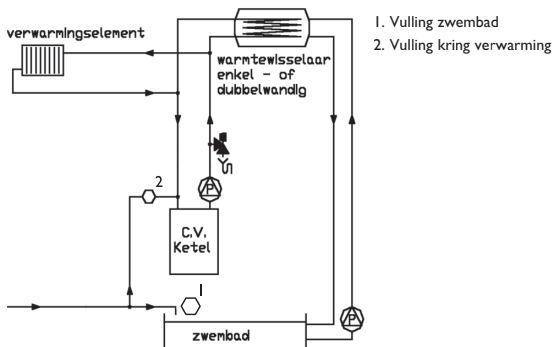 verwarmingselement
warmtewisselaar
enkel - of
dubbelwandig
1. Vulling zwembad
2. Vulling kring verwarming
2
P
C.V.
Ketel
1
P
zwembad